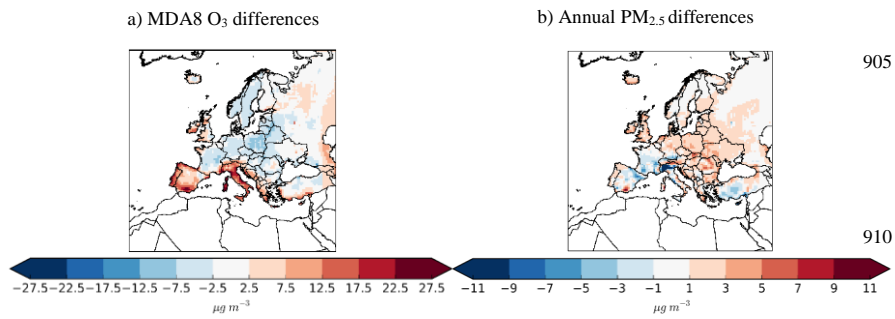 a) MDA8 O₃ differences
b) Annual PM₂.₅ differences
905
910
−27.5−22.5−17.5−12.5 −7.5 −2.5 2.5 7.5 12.5 17.5 22.5 27.5
μg m⁻³
−11 −9 −7 −5 −3 −1 1 3 5 7 9 11
μg m⁻³